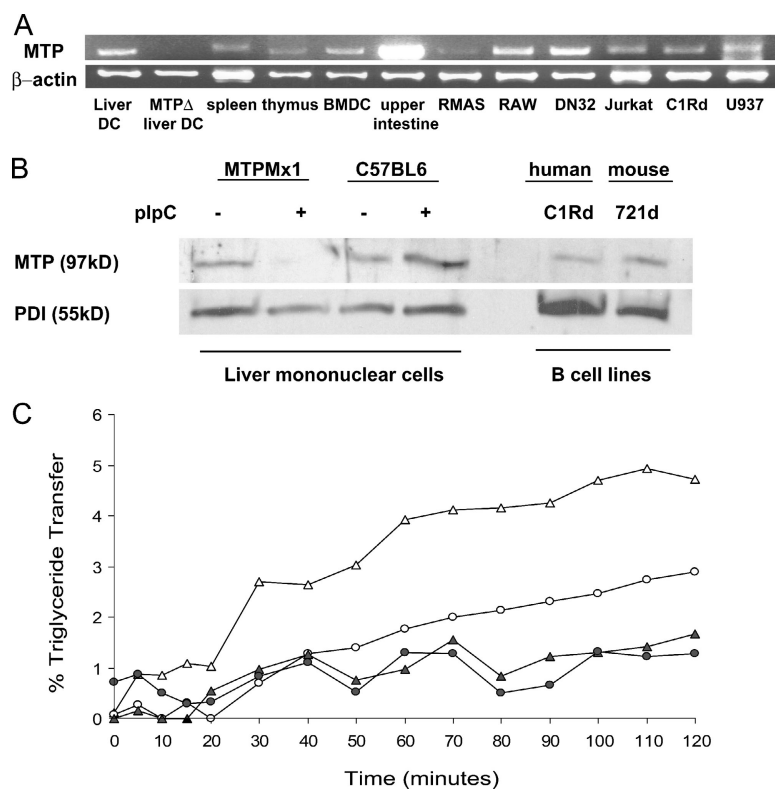 A
MTP
β–actin
Liver DC
MTPΔ liver DC
spleen
thymus
BMDC
upper intestine
RMAS
RAW
DN32
Jurkat
C1Rd
U937
B
MTPMx1
C57BL6
human
mouse
pIpC
-
+
-
+
C1Rd
721d
MTP (97kD)
PDI (55kD)
Liver mononuclear cells
B cell lines
C
% Triglyceride Transfer
6
5
4
3
2
1
0
0 10 20 30 40 50 60 70 80 90 100 110 120
Time (minutes)